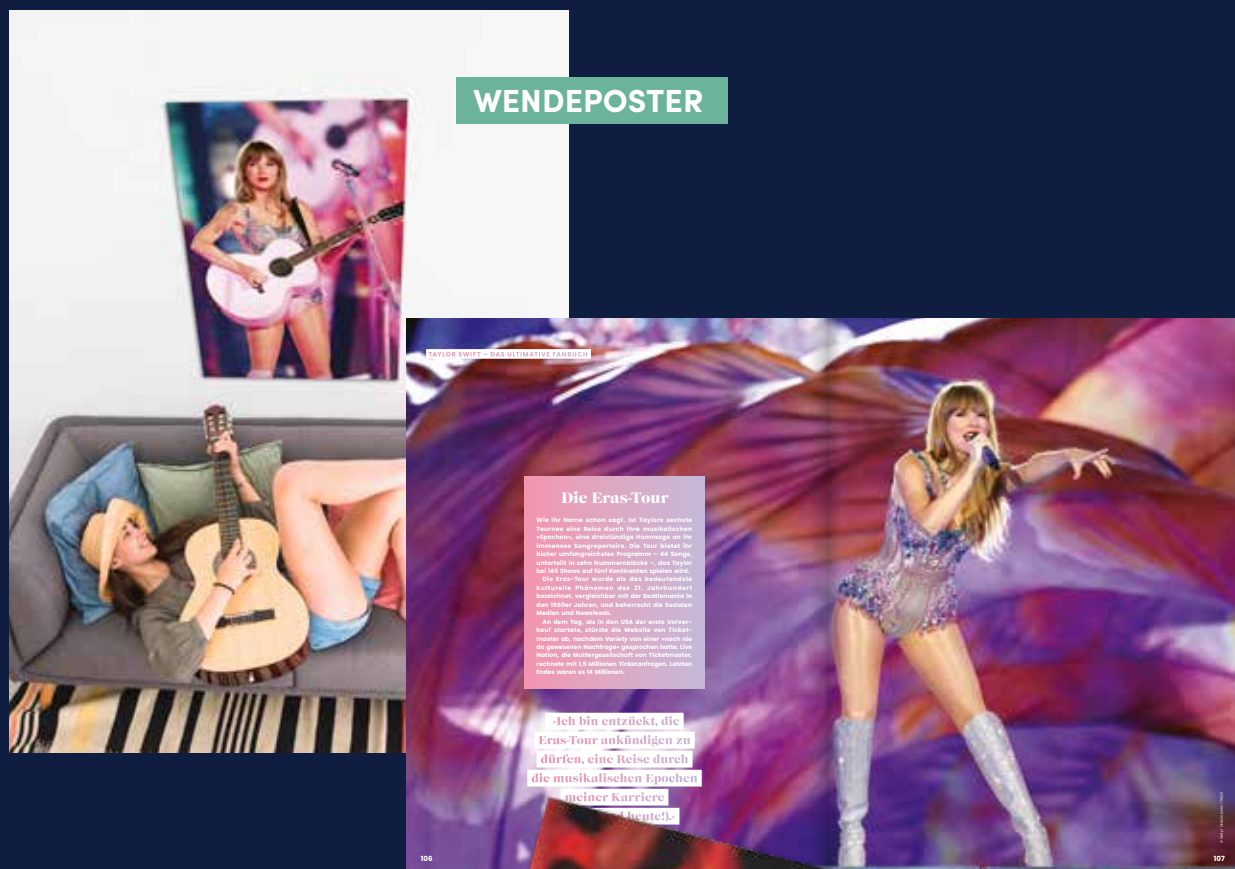 WENDEPOSTER
TAYLOR SWIFT – DAS ULTIMATIVE FANBUCH
Die Eras-Tour
Wie ihr Name schon sagt, ist Taylors sechste
Tournee eine Reise durch ihre musikalischen
»Epochen«, eine dreistündige Hommage an ihr
immenses Songrepertoire. Die Tour bietet ihr
bisher umfangreichstes Programm – 44 Songs,
unterteilt in zehn Nummernblöcke –, das Taylor
bei 146 Shows auf fünf Kontinenten spielen wird.
Die Eras-Tour wurde als das bedeutendste
kulturelle Phänomen des 21. Jahrhundert
bezeichnet, vergleichbar mit der Beatlemania in
den 1960er Jahren, und beherrscht die Sozialen
Medien und Newsfeeds.
An dem Tag, als in den USA der erste Vorver-
kauf startete, stürzte die Website von Ticket-
master ab, nachdem Variety von einer »noch nie
da gewesenen Nachfrage« gesprochen hatte. Live
Nation, die Muttergesellschaft von Ticketmaster,
rechnete mit 1,5 Millionen Ticketanfragen. Letzten
Endes waren es 14 Millionen.
»Ich bin entzückt, die
Eras-Tour ankündigen zu
dürfen, eine Reise durch
die musikalischen Epochen
meiner Karriere
heute!).«
106
107